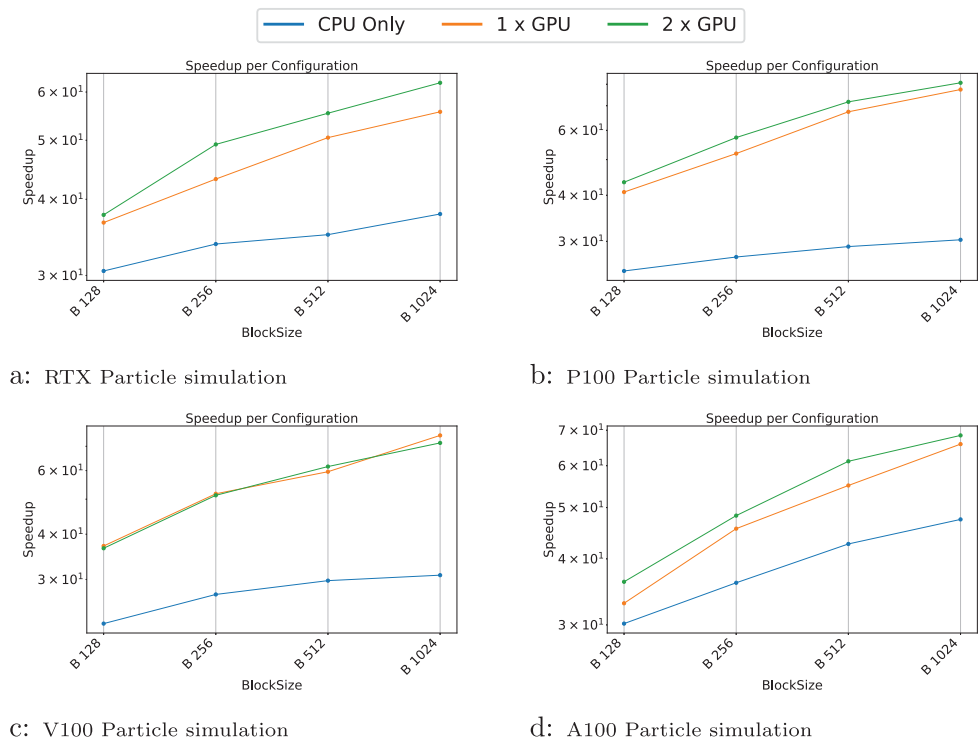 CPU Only 1 x GPU 2 x GPU
Speedup per Configuration
6 × 10¹
5 × 10¹
4 × 10¹
3 × 10¹
Speedup
B 128 B 256 B 512 B 1024
BlockSize
a: RTX Particle simulation
Speedup per Configuration
6 × 10¹
4 × 10¹
3 × 10¹
Speedup
B 128 B 256 B 512 B 1024
BlockSize
b: P100 Particle simulation
Speedup per Configuration
6 × 10¹
4 × 10¹
3 × 10¹
Speedup
B 128 B 256 B 512 B 1024
BlockSize
c: V100 Particle simulation
Speedup per Configuration
7 × 10¹
6 × 10¹
5 × 10¹
4 × 10¹
3 × 10¹
Speedup
B 128 B 256 B 512 B 1024
BlockSize
d: A100 Particle simulation